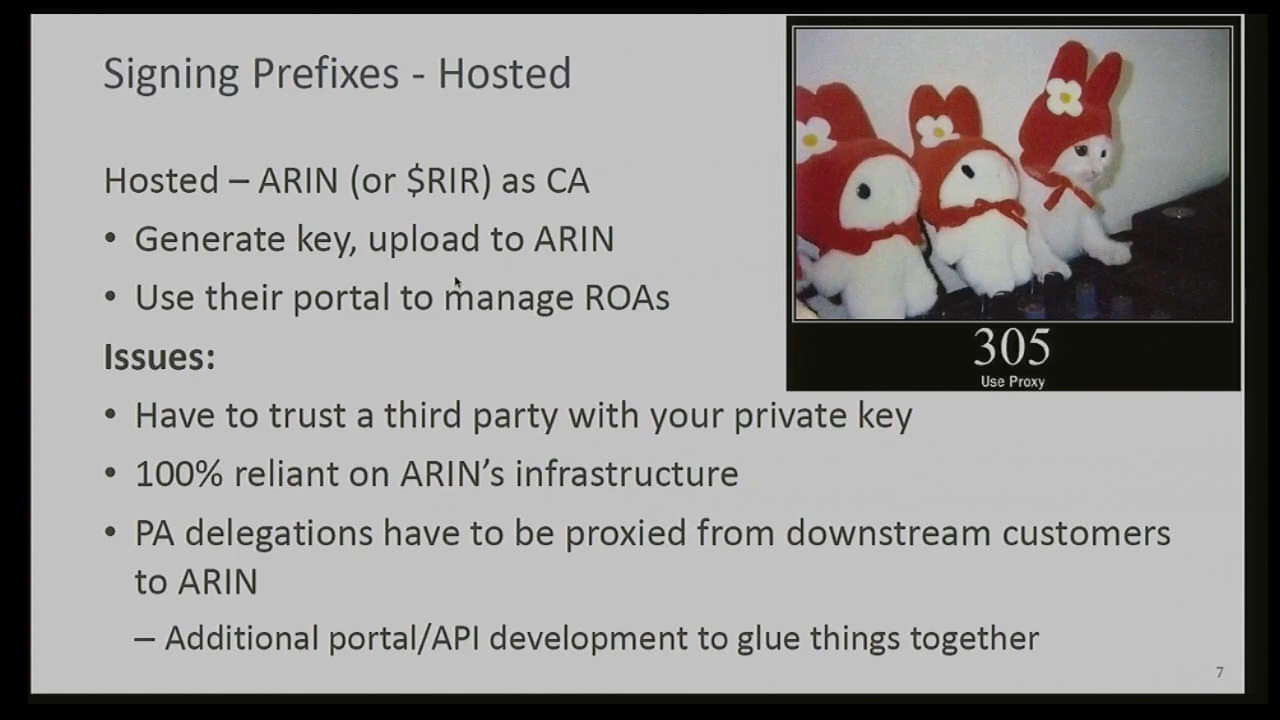 Signing Prefixes - Hosted
Hosted – ARIN (or $RIR) as CA
• Generate key, upload to ARIN
• Use their portal to manage ROAs
Issues:
• Have to trust a third party with your private key
• 100% reliant on ARIN’s infrastructure
• PA delegations have to be proxied from downstream customers
to ARIN
– Additional portal/API development to glue things together
305
Use Proxy
7